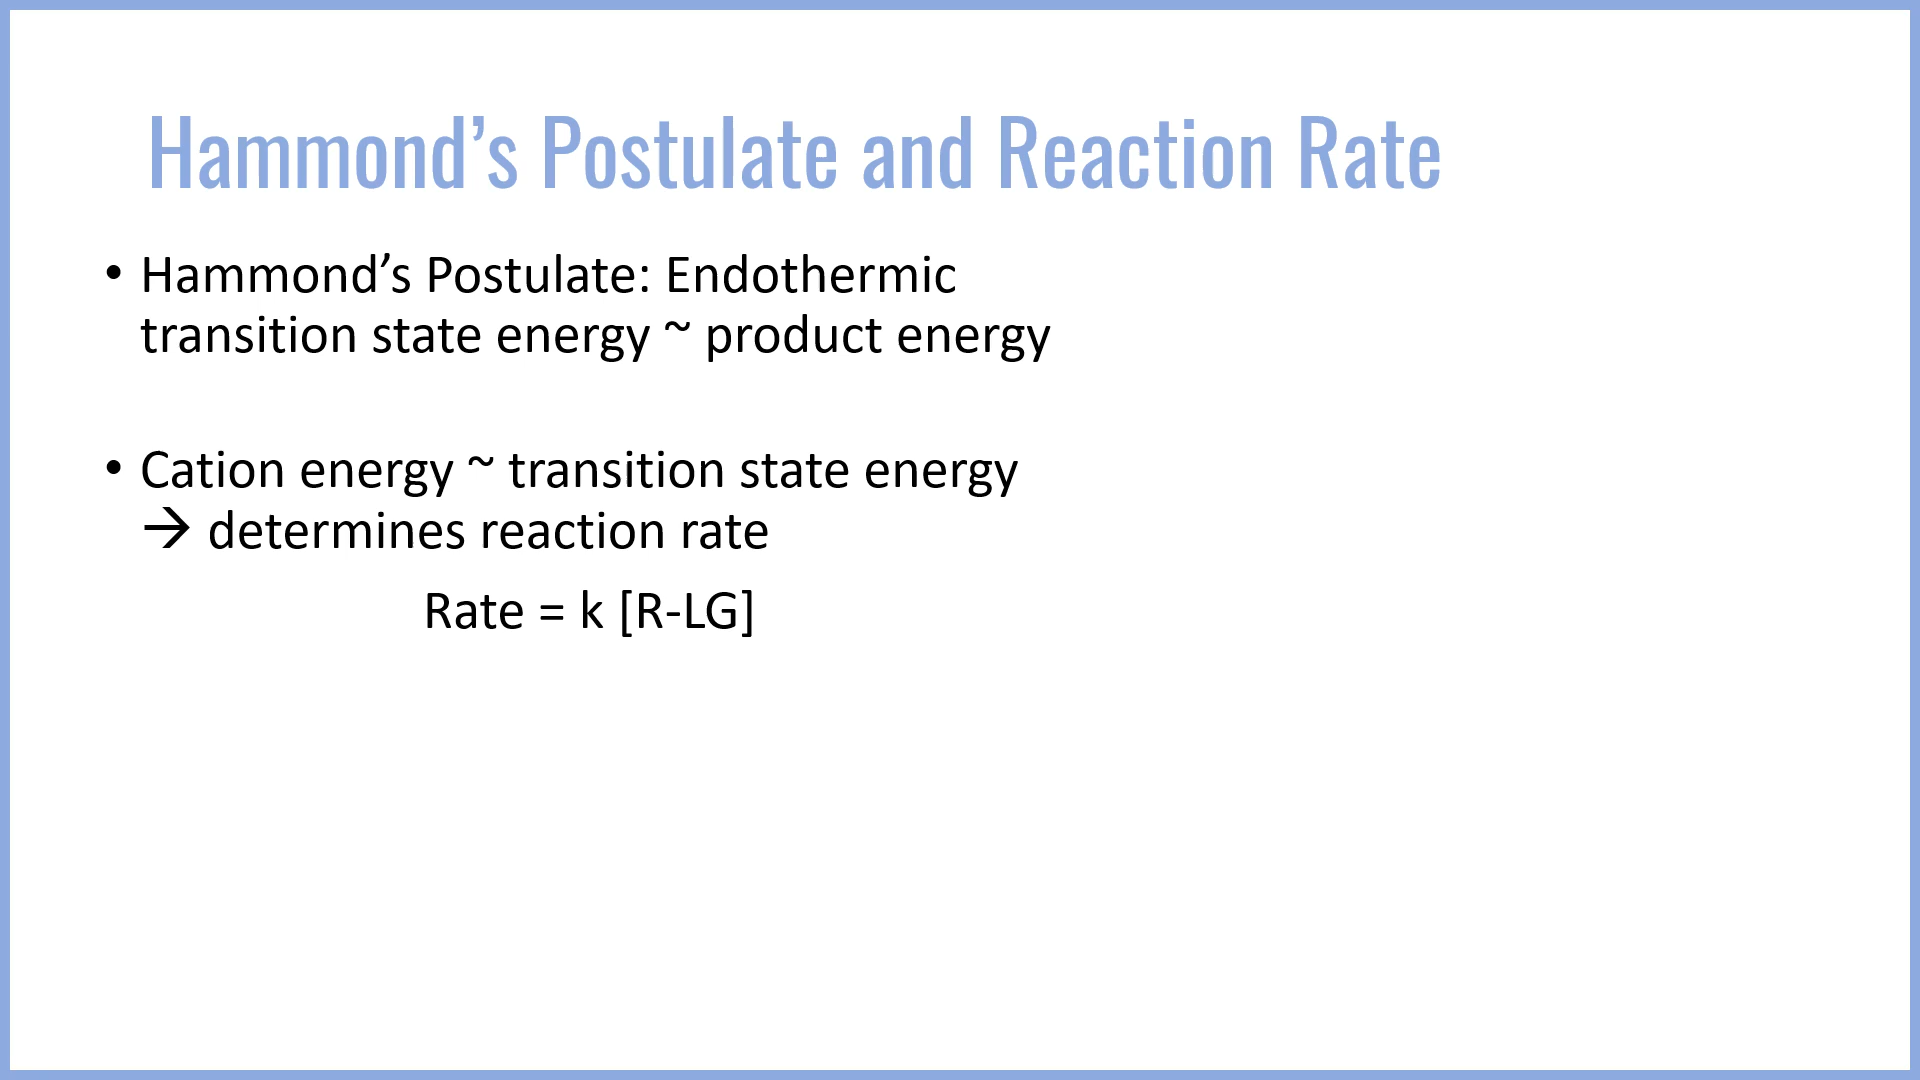 Hammond’s Postulate and Reaction Rate
• Hammond’s Postulate: Endothermic
transition state energy ~ product energy
• Cation energy ~ transition state energy
→ determines reaction rate
Rate = k [R-LG]